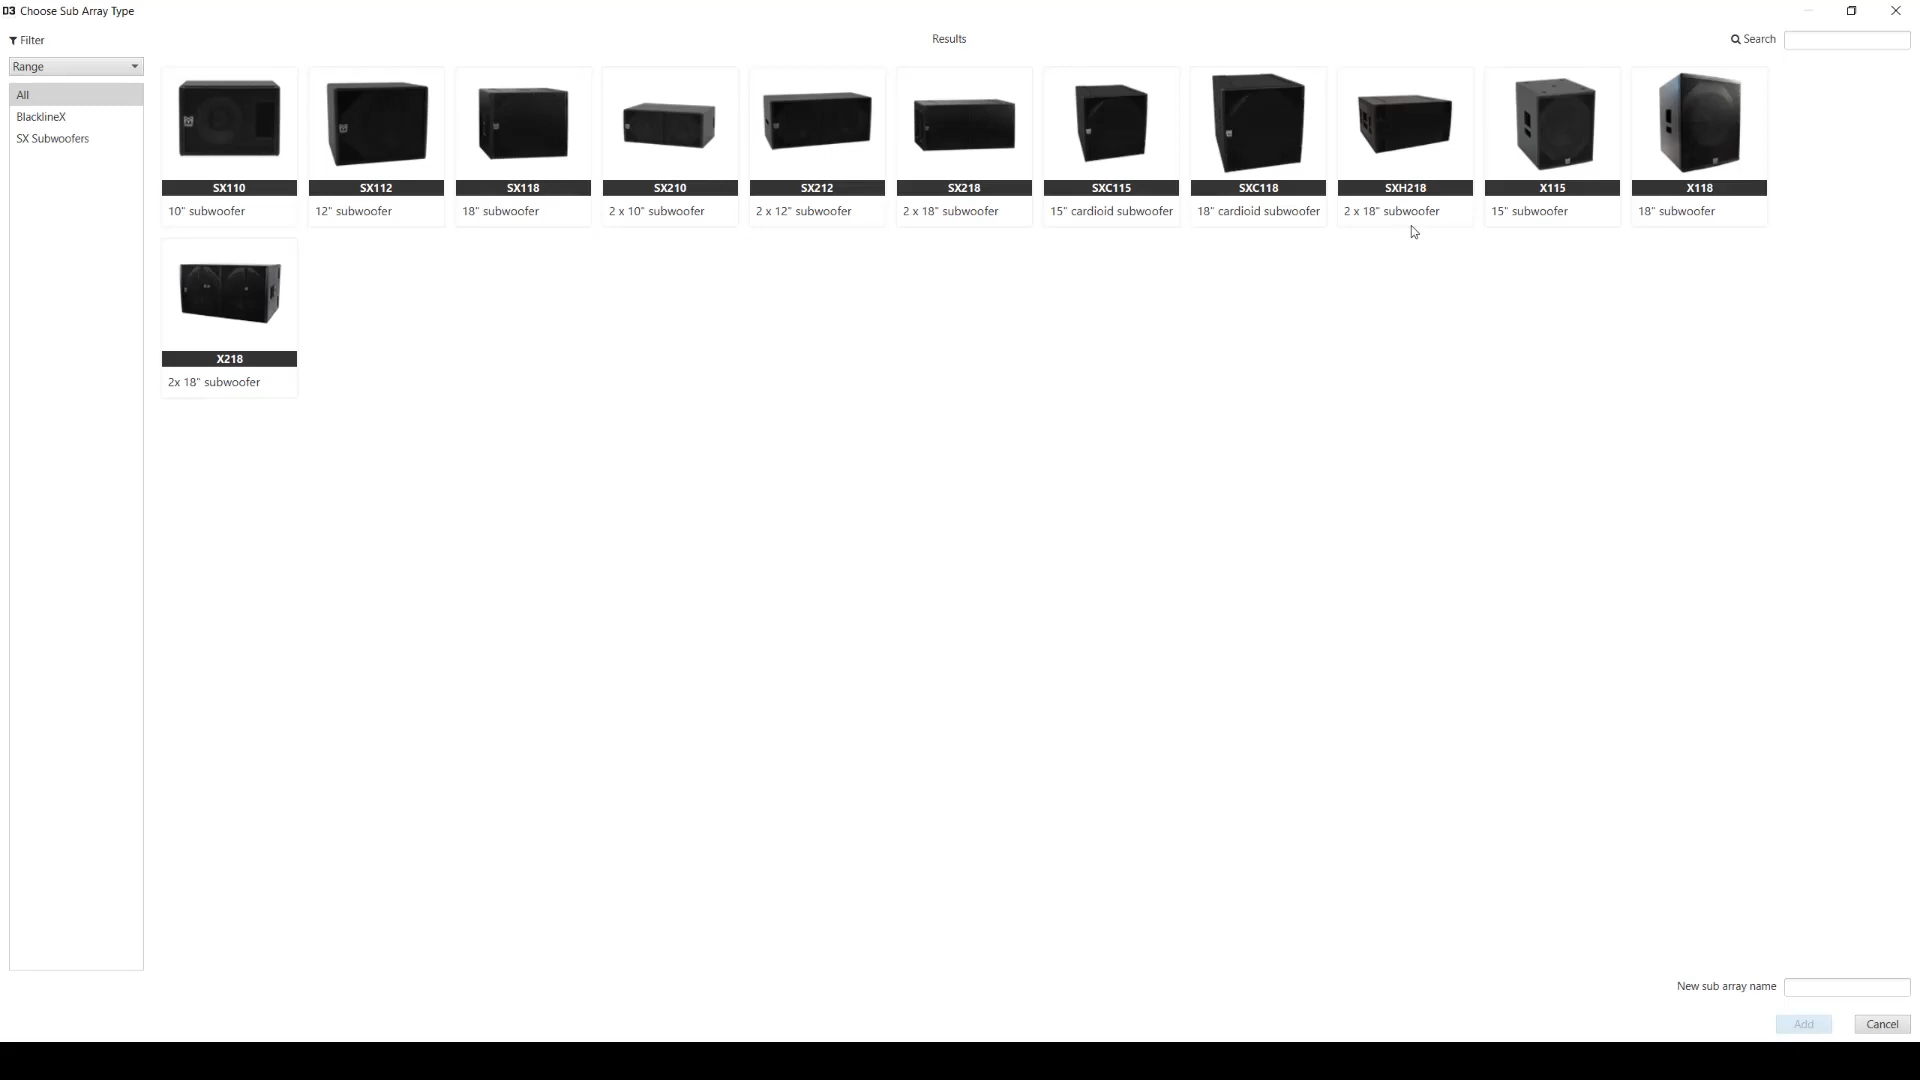 D3 Choose Sub Array Type
Filter
Results
Search
Range
All
BlacklineX
SX Subwoofers
SX110
10" subwoofer
SX112
12" subwoofer
SX118
18" subwoofer
SX210
2 x 10" subwoofer
SX212
2 x 12" subwoofer
SX218
2 x 18" subwoofer
SXC115
15" cardioid subwoofer
SXC118
18" cardioid subwoofer
SXH218
2 x 18" subwoofer
X115
15" subwoofer
X118
18" subwoofer
X218
2x 18" subwoofer
New sub array name
Add
Cancel